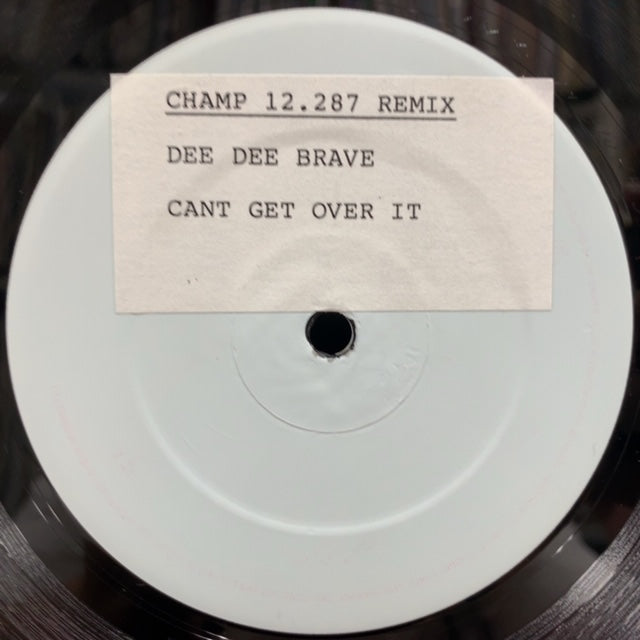 CHAMP 12.287 REMIX
DEE DEE BRAVE
CANT GET OVER IT